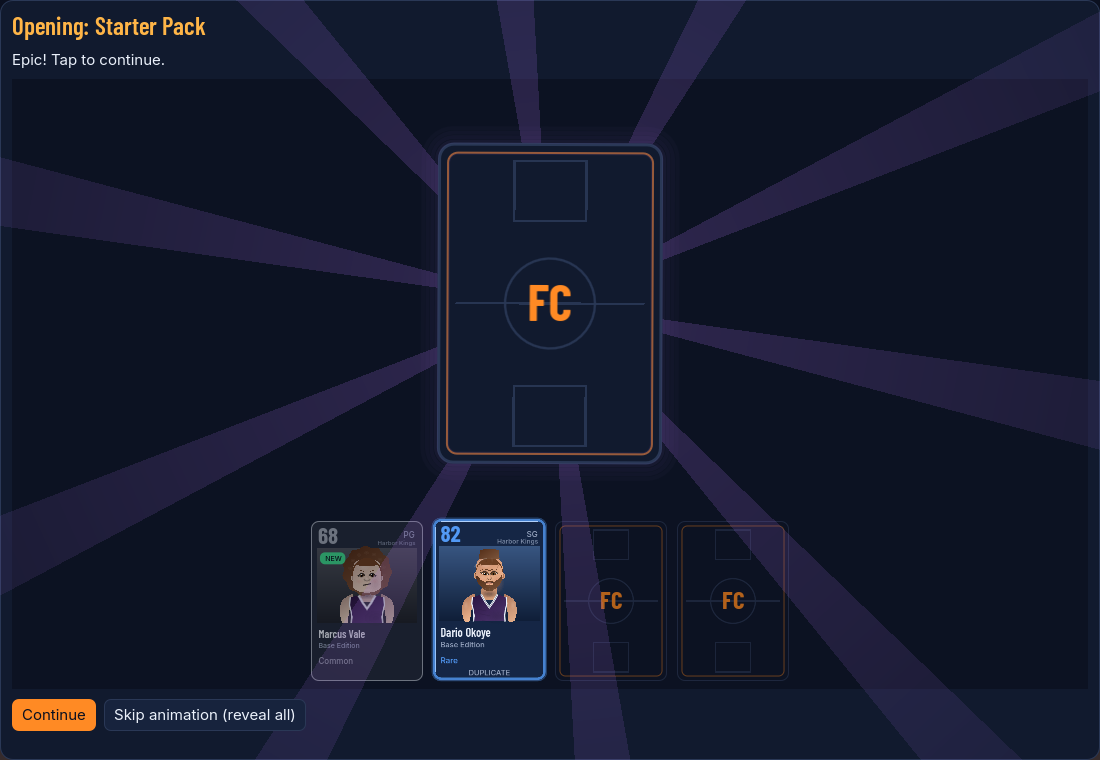 Opening: Starter Pack
Epic! Tap to continue.
FC
68
PG
Harbor Kings
NEW
Marcus Vale
Base Edition
Common
82
SG
Harbor Kings
Dario Okoye
Base Edition
Rare
DUPLICATE
FC
FC
Continue
Skip animation (reveal all)